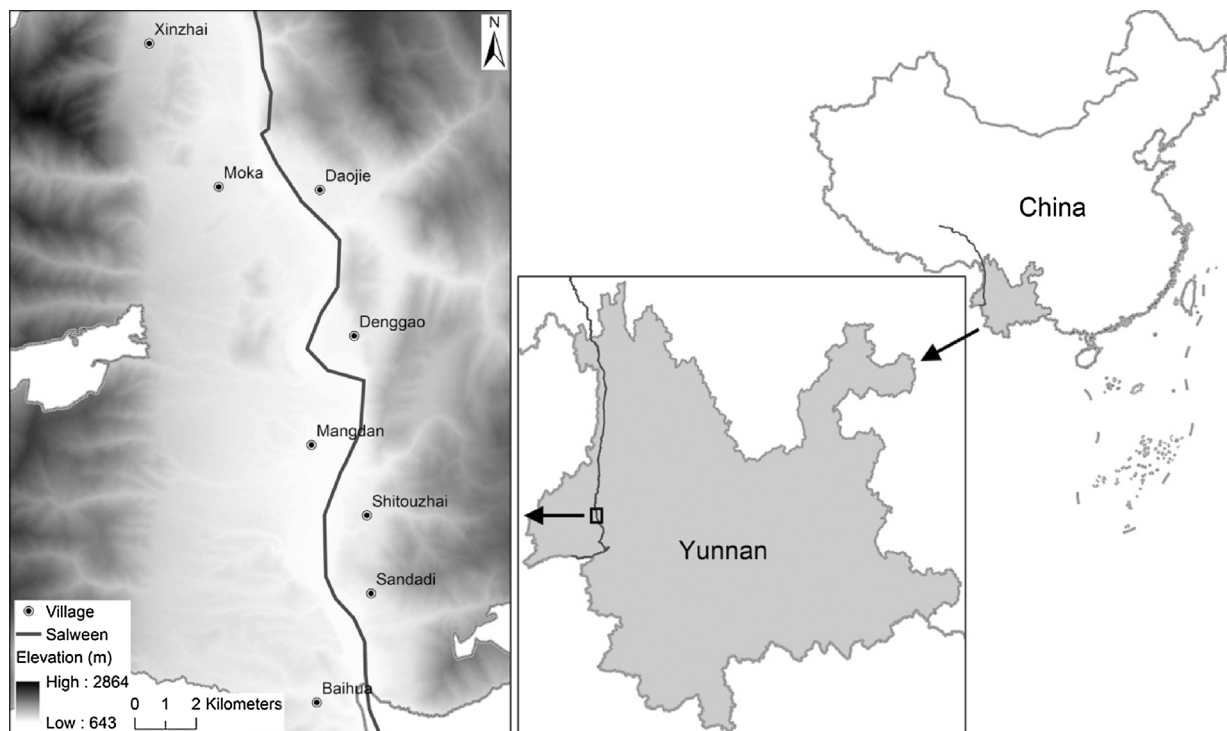 Xinzhai
N
Moka
Daojie
Denggao
Mangdan
Shitouzhai
Sandadi
Baihua
Village
Salween
Elevation (m)
High : 2864
Low : 643
0 1 2 Kilometers
China
Yunnan